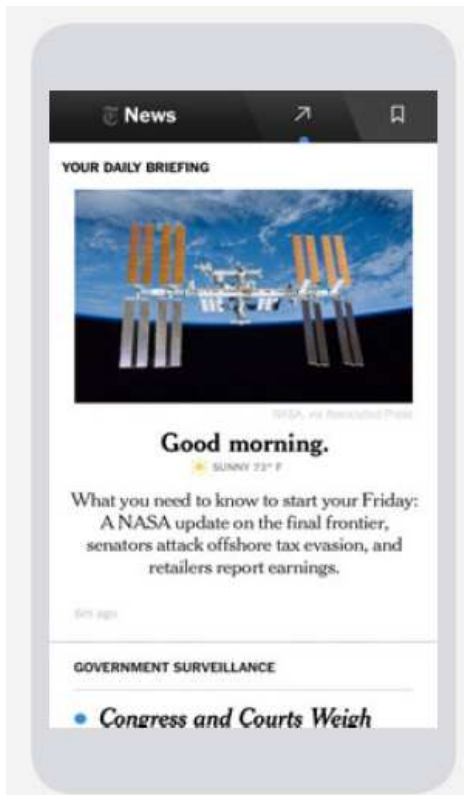 News
YOUR DAILY BRIEFING
NASA, via Associated Press
Good morning.
SUNNY 73° F
What you need to know to start your Friday:
A NASA update on the final frontier,
senators attack offshore tax evasion, and
retailers report earnings.
6m ago
GOVERNMENT SURVEILLANCE
Congress and Courts Weigh